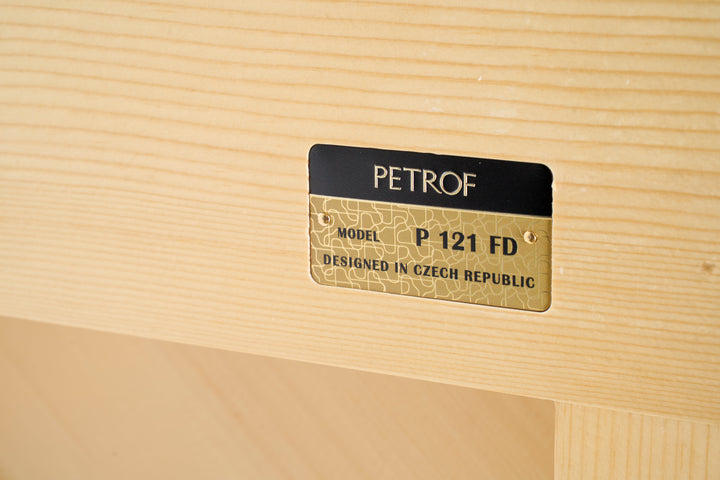 PETROF
MODEL P 121 FD
DESIGNED IN CZECH REPUBLIC